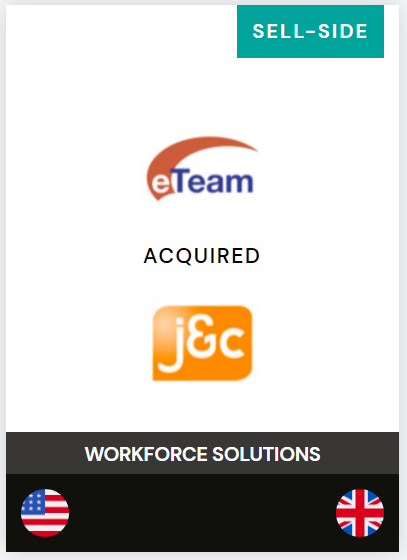 SELL-SIDE
eTeam
ACQUIRED
j&c
WORKFORCE SOLUTIONS